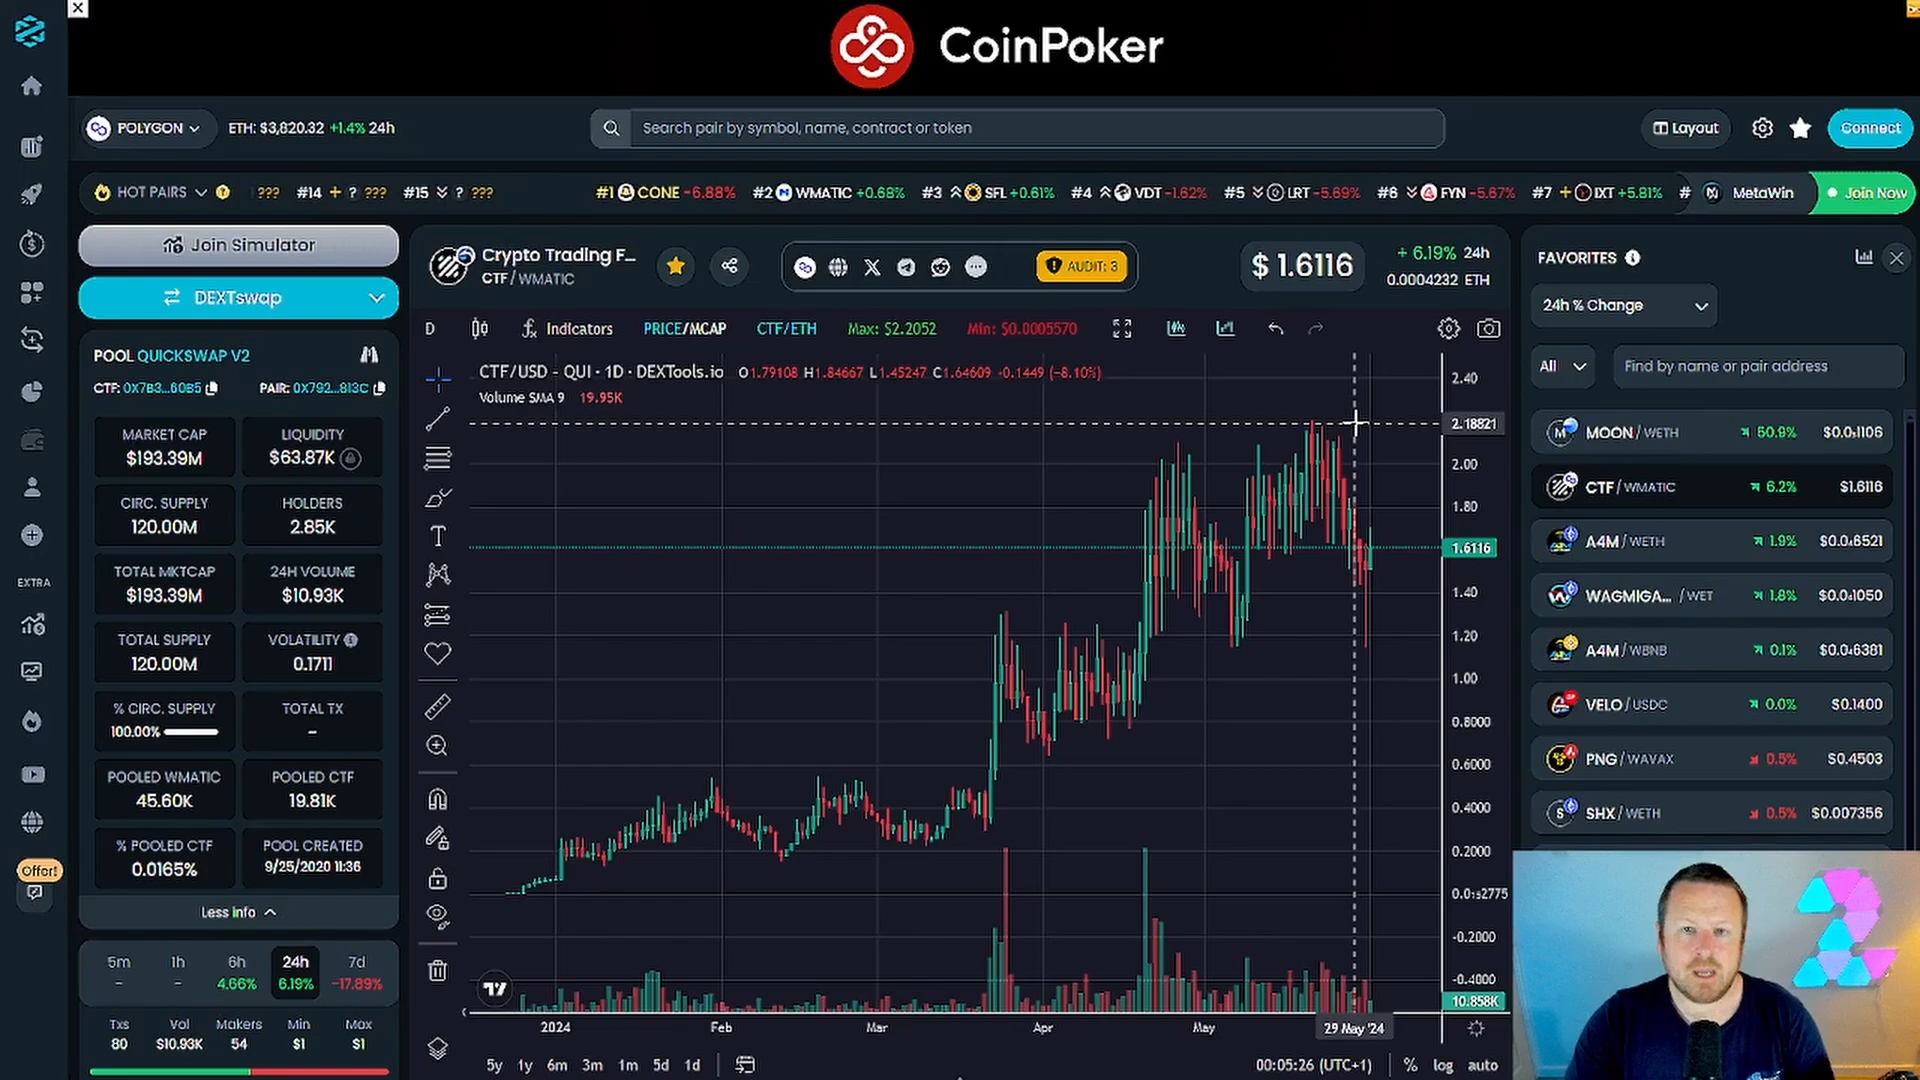 CoinPoker
POLYGON
ETH: $3,820.32 +1.4% 24h
Search pair by symbol, name, contract or token
Layout
Connect
HOT PAIRS
???
#14 + ? ???
#15 ? ???
#1 CONE -6.88%
#2 WMATIC +0.68%
#3 SFL +0.61%
#4 VDT -1.62%
#5 LRT -5.69%
#6 FYN -5.67%
#7 + IXT +5.81%
#
MetaWin
Join Now
Join Simulator
DEXTswap
POOL QUICKSWAP V2
CTF: 0X7B3...60B5
PAIR: 0X792...813C
MARKET CAP
$193.39M
LIQUIDITY
$63.87K
CIRC. SUPPLY
120.00M
HOLDERS
2.85K
TOTAL MKTCAP
$193.39M
24H VOLUME
$10.93K
TOTAL SUPPLY
120.00M
VOLATILITY
0.1711
% CIRC. SUPPLY
100.00%
TOTAL TX
-
POOLED WMATIC
45.60K
POOLED CTF
19.81K
% POOLED CTF
0.0165%
POOL CREATED
9/25/2020 11:36
Less info
5m
-
1h
-
6h
4.66%
24h
6.19%
7d
-17.89%
Txs
80
Vol
$10.93K
Makers
54
Min
$1
Max
$1
EXTRA
Offer!
Crypto Trading F...
CTF / WMATIC
AUDIT: 3
$ 1.6116
+ 6.19% 24h
0.0004232 ETH
D
Indicators
PRICE/MCAP
CTF/ETH
Max: $2.2052
Min: $0.0005570
CTF/USD - QUI · 1D · DEXTools.io O1.79108 H1.84667 L1.45247 C1.64609 -0.1449 (-8.10%)
Volume SMA 9 19.95K
2.40
2.18821
2.00
1.80
1.6116
1.40
1.20
1.00
0.8000
0.6000
0.4000
0.2000
-0.2000
-0.4000
10.858K
2024
Feb
Mar
Apr
May
29 May '24
5y 1y 6m 3m 1m 5d 1d
00:05:26 (UTC+1)
% log auto
FAVORITES
24h % Change
All
Find by name or pair address
MOON / WETH 50.9% $0.0₅1106
CTF / WMATIC 6.2% $1.6116
A4M / WETH 1.9% $0.0₆6521
WAGMIGA... / WET 1.8% $0.0₅1050
A4M / WBNB 0.1% $0.0₆6381
VELO / USDC 0.0% $0.1400
PNG / WAVAX 0.5% $0.4503
SHX / WETH 0.5% $0.007356